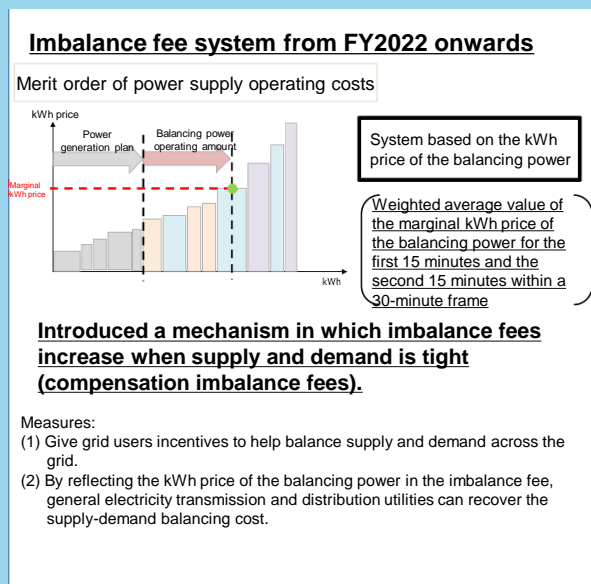 Imbalance fee system from FY2022 onwards
Merit order of power supply operating costs
kWh price
Power
generation plan
Balancing power
operating amount
Marginal
kWh price
kWh
System based on the kWh
price of the balancing power
Weighted average value of
the marginal kWh price of
the balancing power for the
first 15 minutes and the
second 15 minutes within a
30-minute frame
Introduced a mechanism in which imbalance fees
increase when supply and demand is tight
(compensation imbalance fees).
Measures:
(1) Give grid users incentives to help balance supply and demand across the
grid.
(2) By reflecting the kWh price of the balancing power in the imbalance fee,
general electricity transmission and distribution utilities can recover the
supply-demand balancing cost.